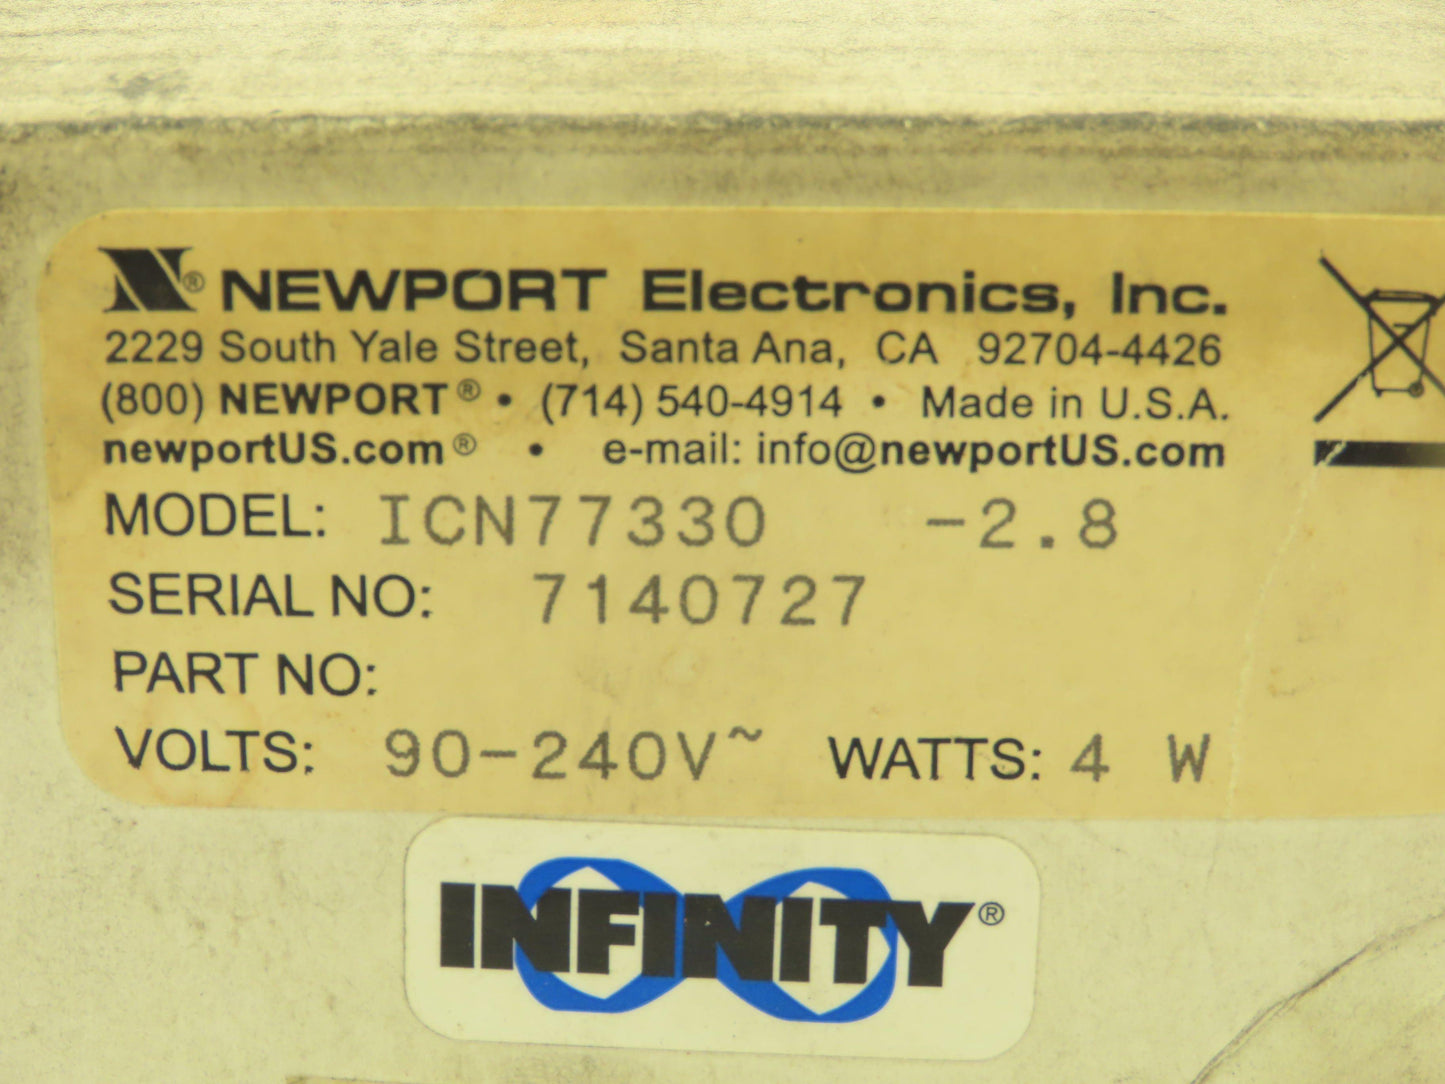 N® NEWPORT Electronics, Inc.
2229 South Yale Street, Santa Ana, CA 92704-4426
(800) NEWPORT® • (714) 540-4914 • Made in U.S.A.
newportUS.com® • e-mail: info@newportUS.com
MODEL: ICN77330 -2.8
SERIAL NO: 7140727
PART NO:
VOLTS: 90-240V~ WATTS: 4 W
INFINITY®